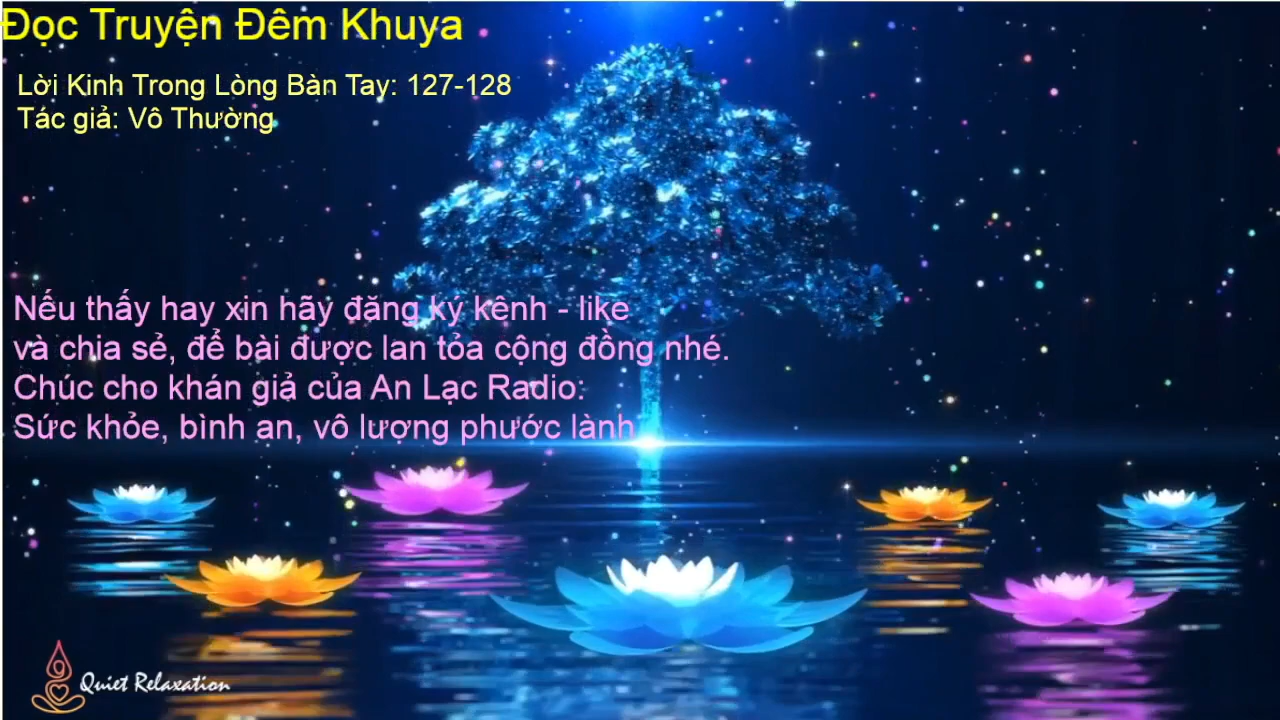 Đọc Truyện Đêm Khuya
Lời Kinh Trong Lòng Bàn Tay: 127-128
Tác giả: Vô Thường
Nếu thấy hay xin hãy đăng ký kênh - like
và chia sẻ, để bài được lan tỏa cộng đồng nhé.
Chúc cho khán giả của An Lạc Radio:
Sức khỏe, bình an, vô lượng phước lành
Quiet Relaxation